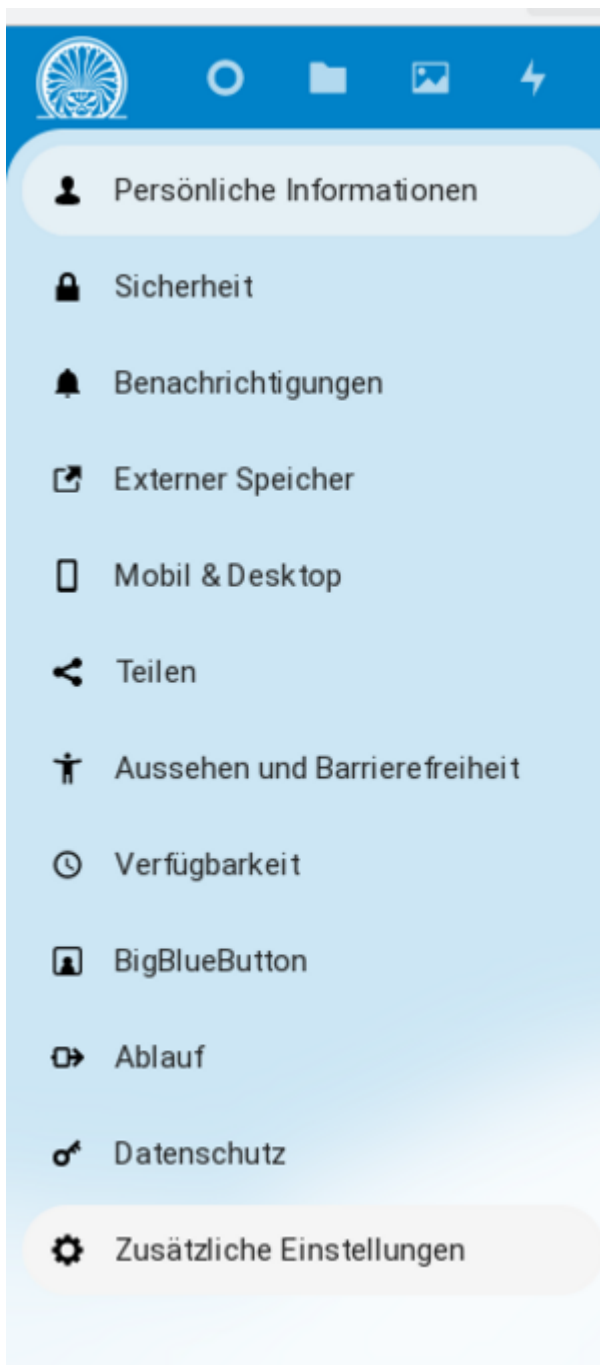 Persönliche Informationen
Sicherheit
Benachrichtigungen
Externer Speicher
Mobil & Desktop
Teilen
Aussehen und Barrierefreiheit
Verfügbarkeit
BigBlueButton
Ablauf
Datenschutz
Zusätzliche Einstellungen